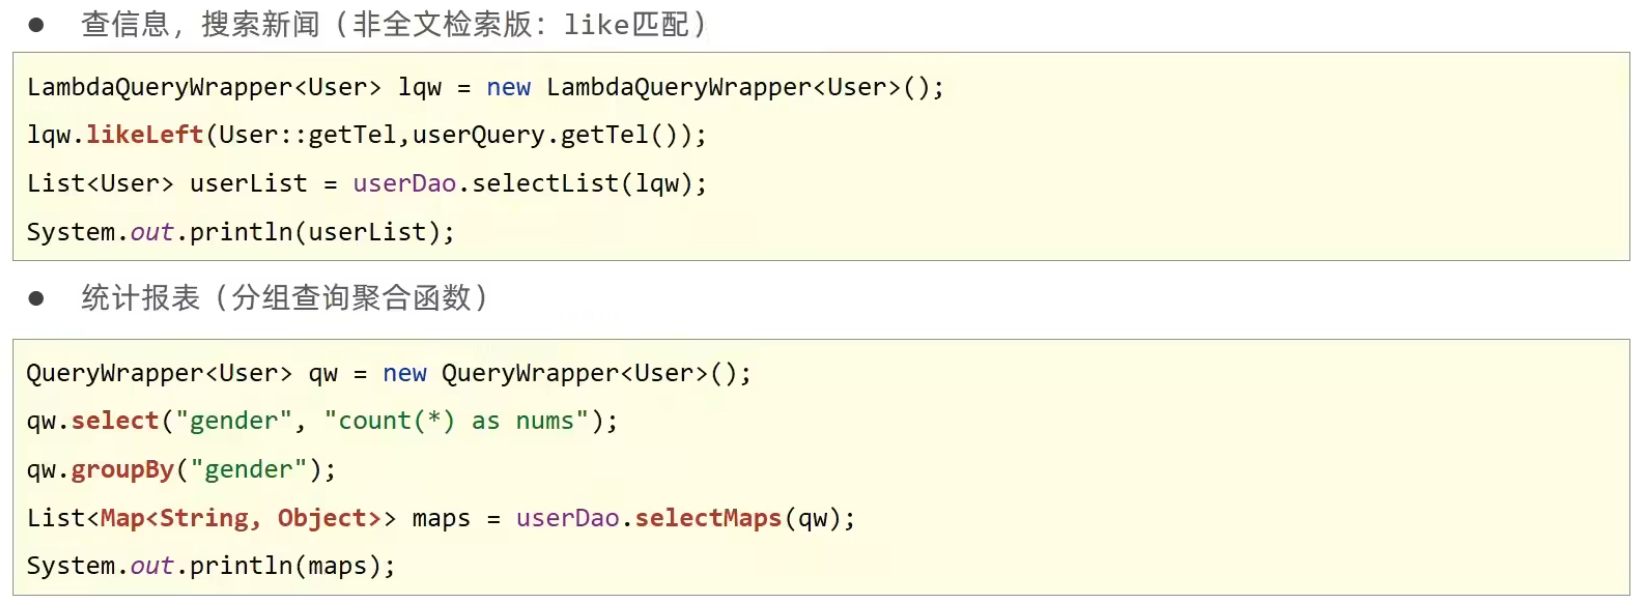 ● 查信息，搜索新闻（非全文检索版：like匹配）
LambdaQueryWrapper<User> lqw = new LambdaQueryWrapper<User>();
lqw.likeLeft(User::getTel,userQuery.getTel());
List<User> userList = userDao.selectList(lqw);
System.out.println(userList);
● 统计报表（分组查询聚合函数）
QueryWrapper<User> qw = new QueryWrapper<User>();
qw.select("gender", "count(*) as nums");
qw.groupBy("gender");
List<Map<String, Object>> maps = userDao.selectMaps(qw);
System.out.println(maps);